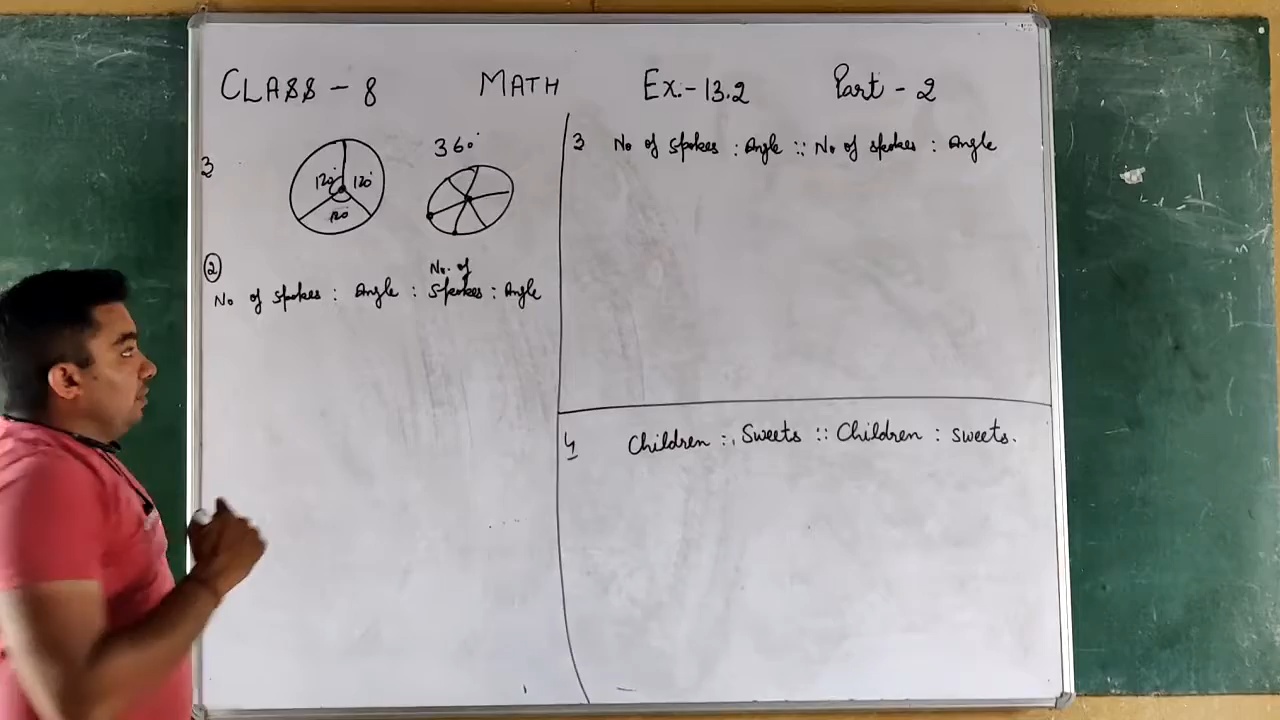 CLASS - 8 MATH Ex.- 13.2 Part - 2
3
120° 120°
120
360°
②
No of spokes : Angle : No. of Spokes : Angle
3 No of spokes : Angle :: No of spokes : Angle
4 Children : Sweets :: Children : sweets.